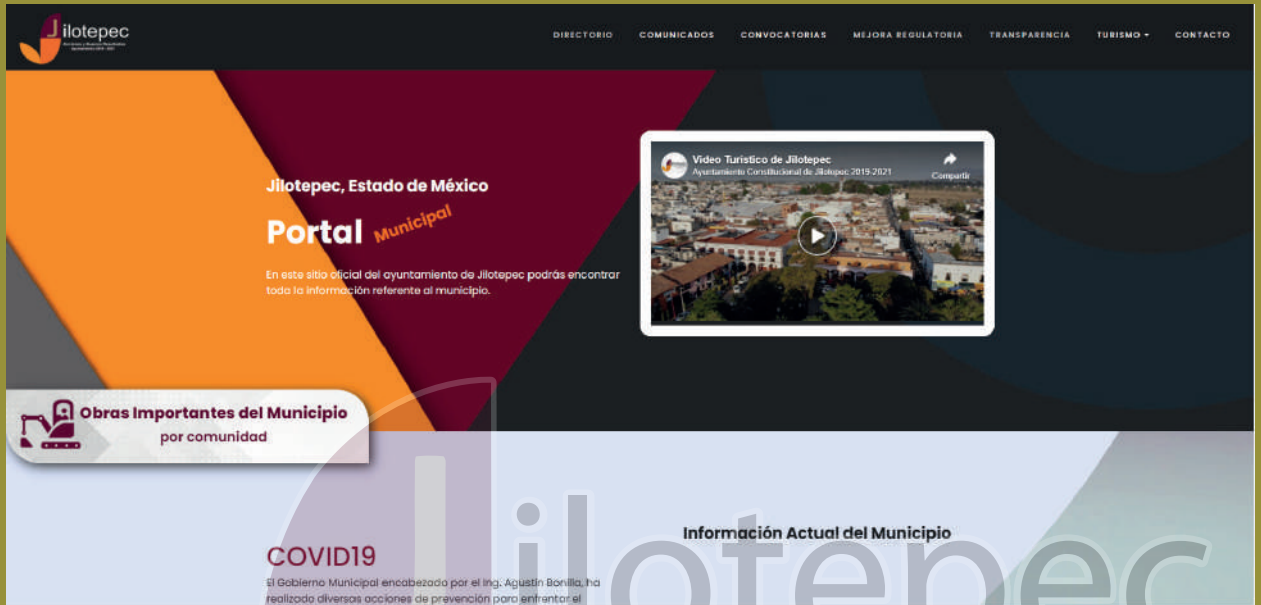 Jilotepec
DIRECTORIO COMUNICADOS CONVOCATORIAS MEJORA REGULATORIA TRANSPARENCIA TURISMO CONTACTO
Jilotepec, Estado de México
Portal Municipal
En este sitio oficial del ayuntamiento de Jilotepec podrás encontrar
toda la información referente al municipio.
Video Turístico de Jilotepec
Ayuntamiento Constitucional de Jilotepec 2019-2021
Compartir
Obras Importantes del Municipio
por comunidad
Información Actual del Municipio
COVID19
El Gobierno Municipal encabezado por el Ing. Agustín Bonilla, ha
realizado diversas acciones de prevención para enfrentar el
Jilotepec